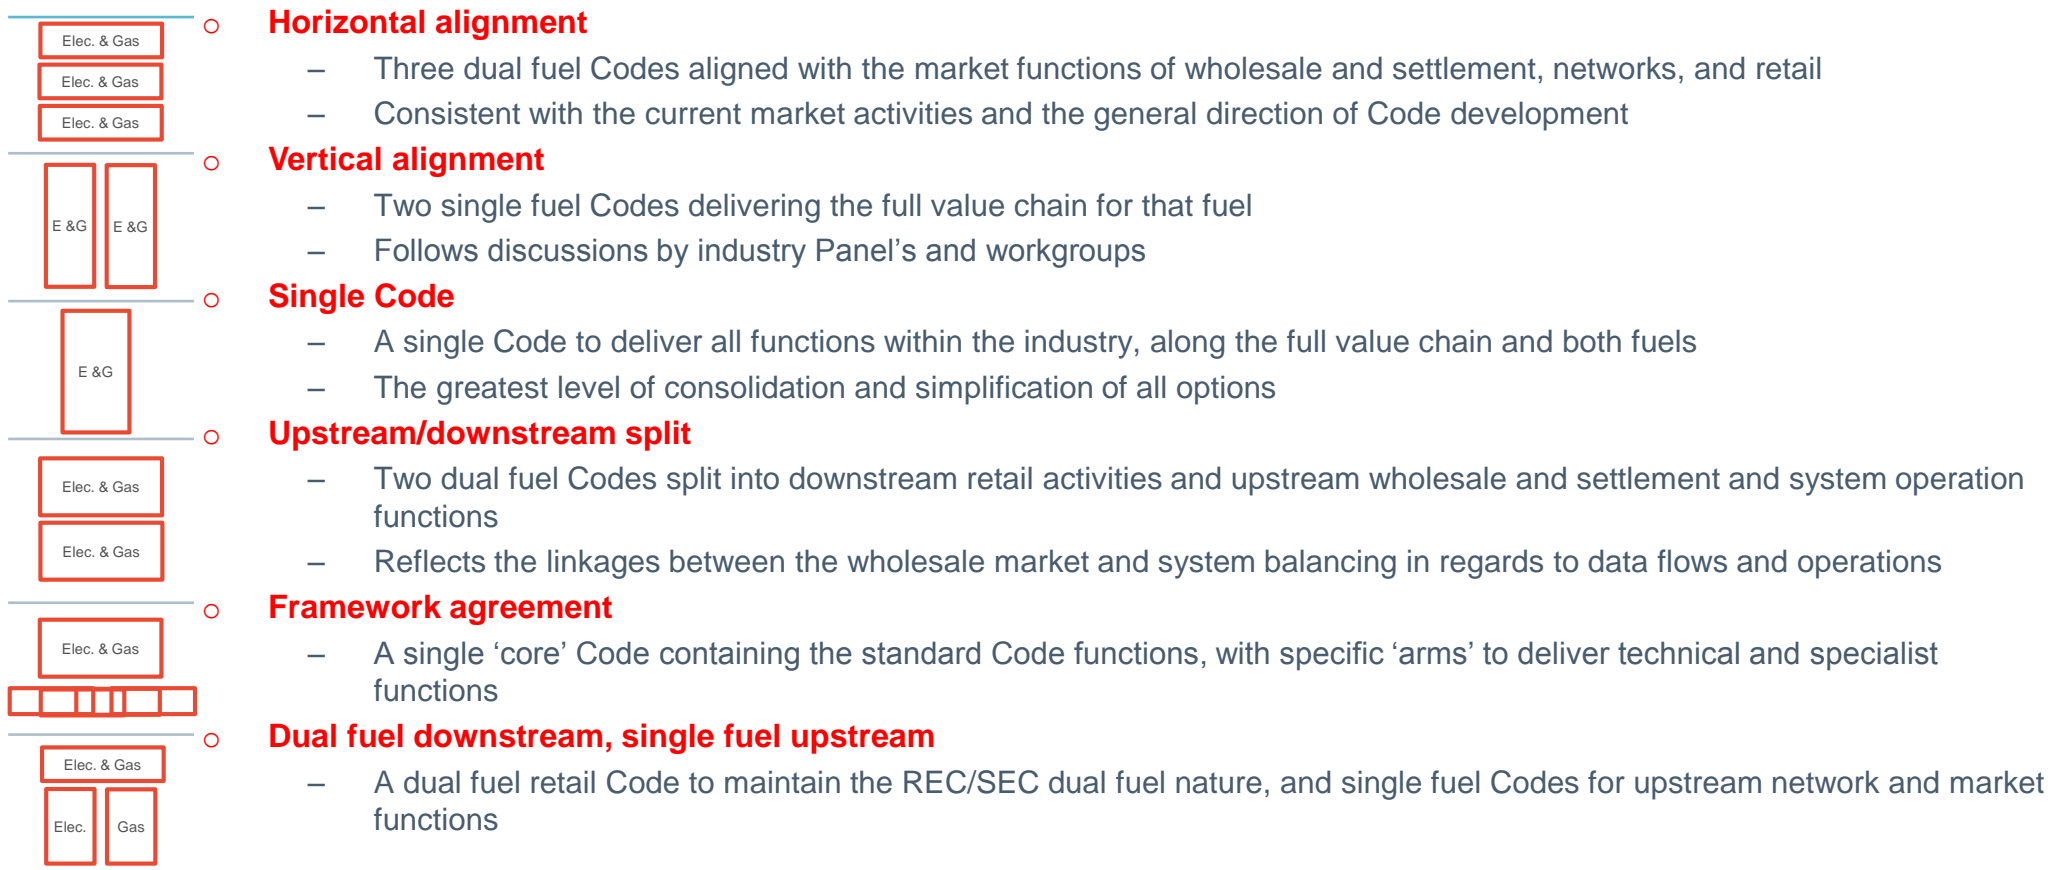 Elec. & Gas
Elec. & Gas
Elec. & Gas
Horizontal alignment
– Three dual fuel Codes aligned with the market functions of wholesale and settlement, networks, and retail
– Consistent with the current market activities and the general direction of Code development
E &G E &G
Vertical alignment
– Two single fuel Codes delivering the full value chain for that fuel
– Follows discussions by industry Panel’s and workgroups
E &G
Single Code
– A single Code to deliver all functions within the industry, along the full value chain and both fuels
– The greatest level of consolidation and simplification of all options
Elec. & Gas
Elec. & Gas
Upstream/downstream split
– Two dual fuel Codes split into downstream retail activities and upstream wholesale and settlement and system operation
functions
– Reflects the linkages between the wholesale market and system balancing in regards to data flows and operations
Elec. & Gas
Framework agreement
– A single ‘core’ Code containing the standard Code functions, with specific ‘arms’ to deliver technical and specialist
functions
Elec. & Gas
Elec. Gas
Dual fuel downstream, single fuel upstream
– A dual fuel retail Code to maintain the REC/SEC dual fuel nature, and single fuel Codes for upstream network and market
functions